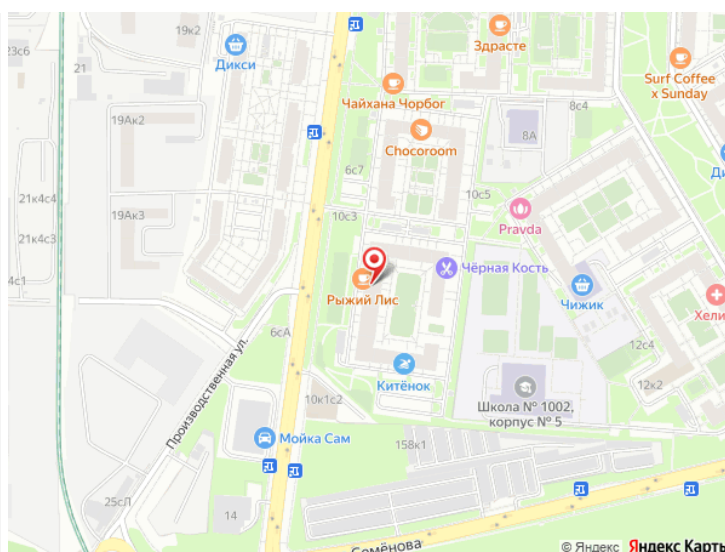 19к2
23с6
Дикси
21
Здрасте
Surf Coffee
x Sunday
Чайхана Чорбог
8с4
19Ак2
8А
Chocoroom
Ди
6с7
21к4с4
10с5
19Ак3
10с3
Pravda
21к4с3
Чёрная Кость
4с1
Чижик
Рыжий Лис
Хели
6сА
12с4
Производственная ул.
Китёнок
12к2
10к1с2
Школа № 1002,
корпус № 5
Мойка Сам
158к1
25сЛ
14
Семёнова
© Яндекс Яндекс Карты